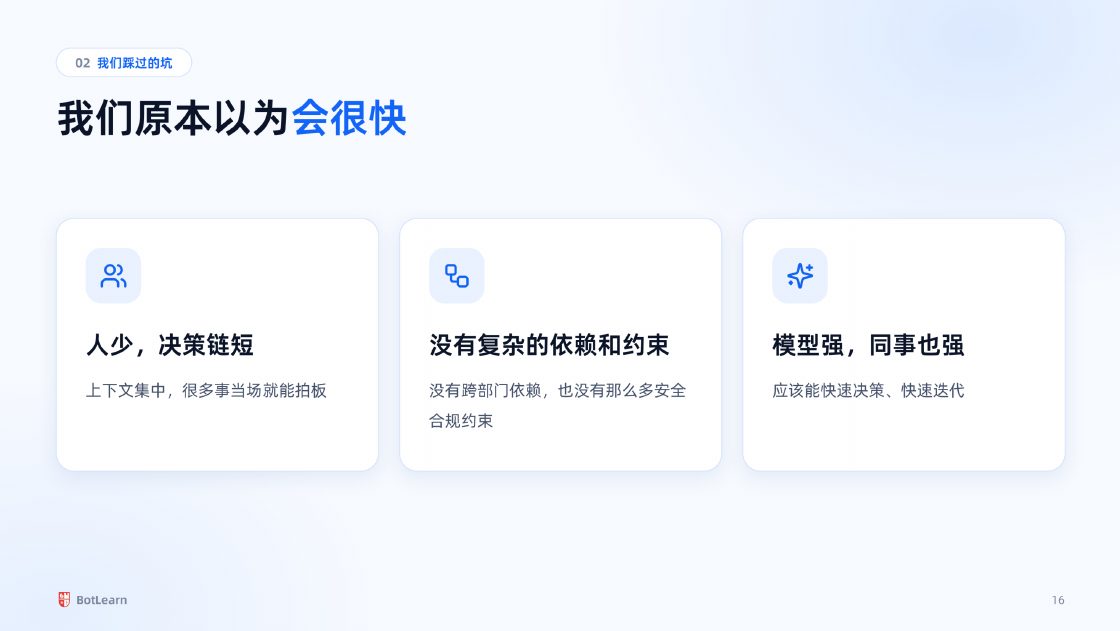 02 我们踩过的坑
我们原本以为会很快
人少，决策链短
上下文集中，很多事当场就能拍板
没有复杂的依赖和约束
没有跨部门依赖，也没有那么多安全
合规约束
模型强，同事也强
应该能快速决策、快速迭代
BotLearn
16